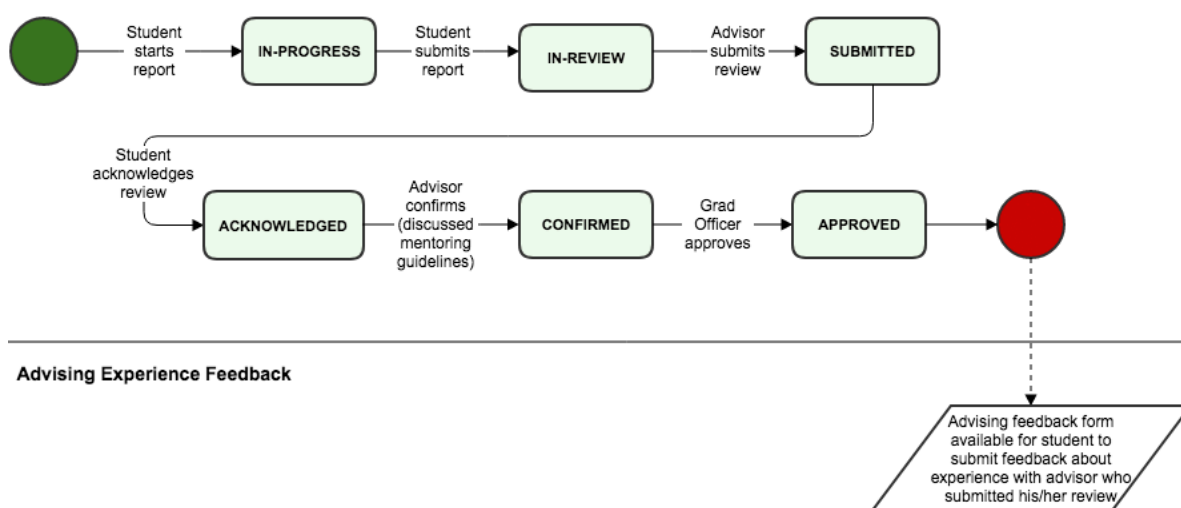 Student
starts
report
IN-PROGRESS
Student
submits
report
IN-REVIEW
Advisor
submits
review
SUBMITTED
Student
acknowledges
review
ACKNOWLEDGED
Advisor
confirms
(discussed
mentoring
guidelines)
CONFIRMED
Grad
Officer
approves
APPROVED
Advising Experience Feedback
Advising feedback form
available for student to
submit feedback about
experience with advisor who
submitted his/her review